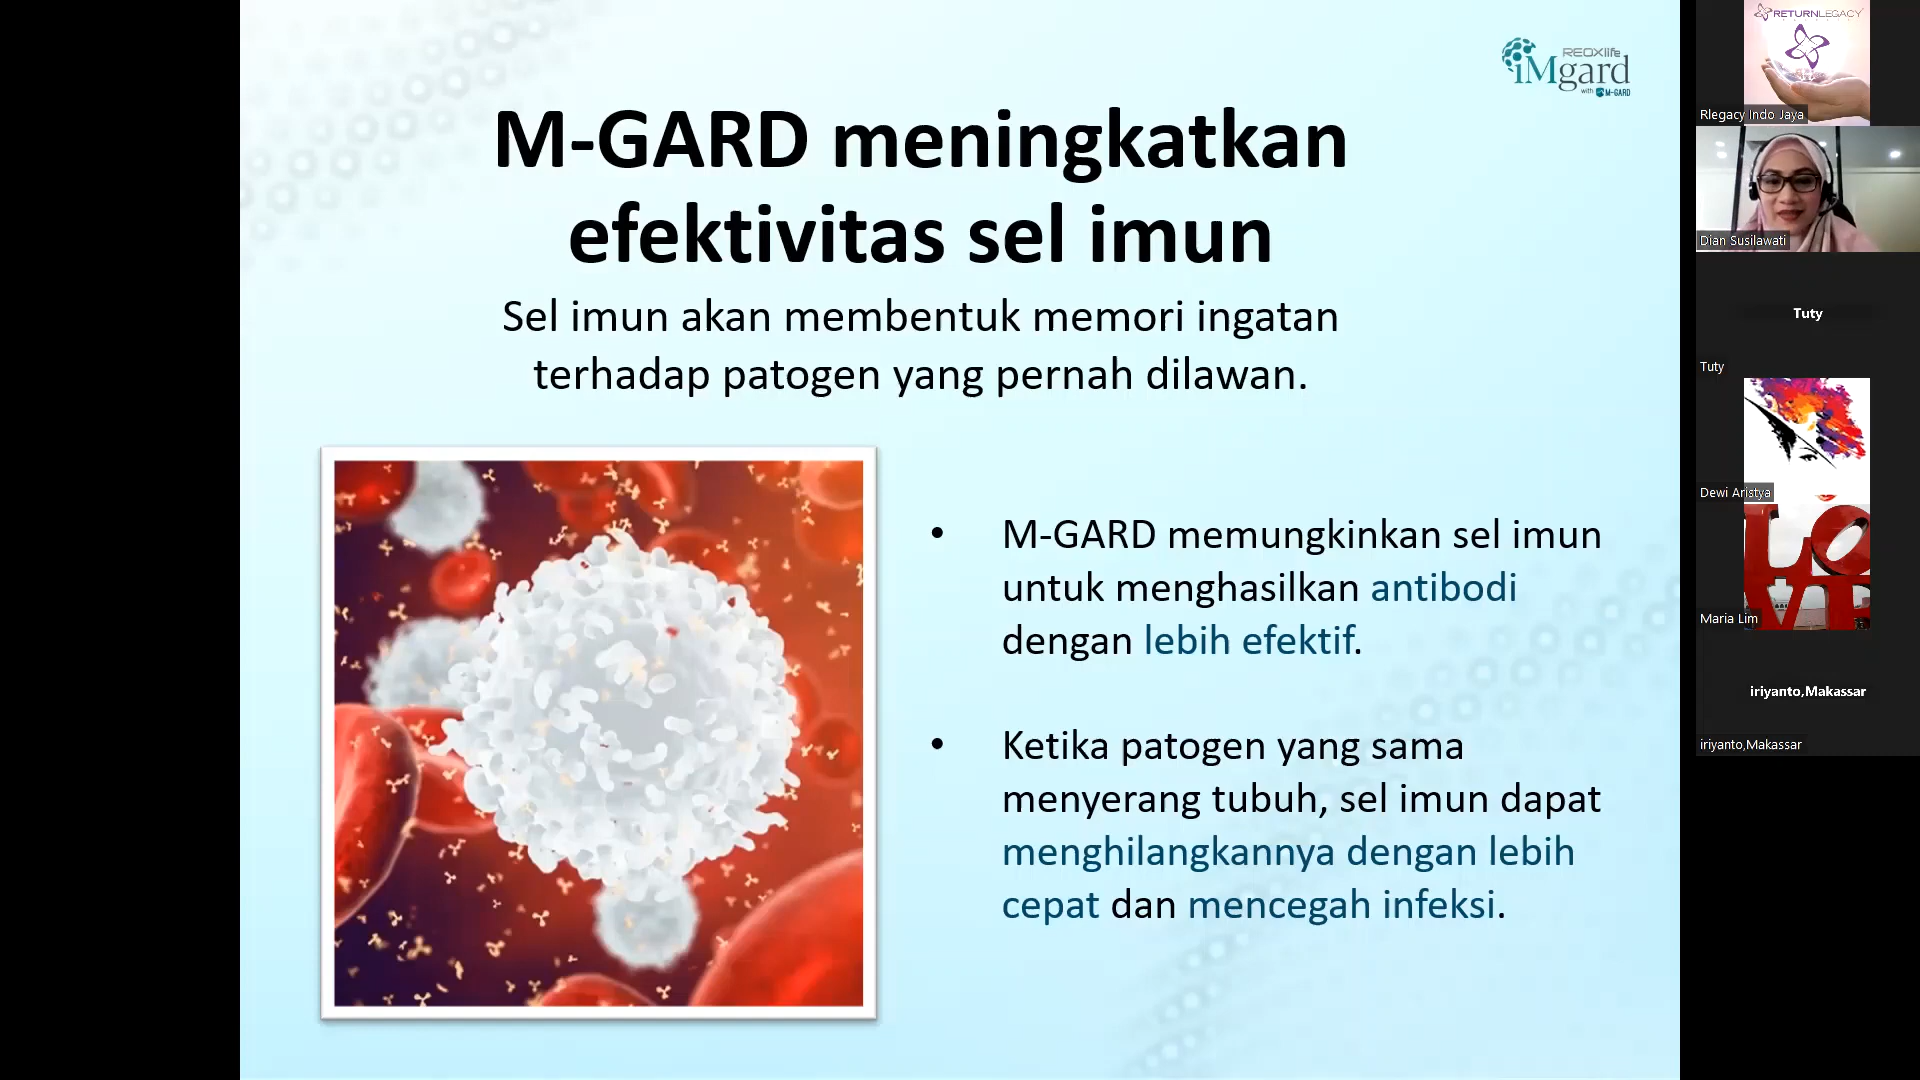 REOXlife
iMgard
with M-GARD
M-GARD meningkatkan
efektivitas sel imun
Sel imun akan membentuk memori ingatan
terhadap patogen yang pernah dilawan.
• M-GARD memungkinkan sel imun
untuk menghasilkan antibodi
dengan lebih efektif.
• Ketika patogen yang sama
menyerang tubuh, sel imun dapat
menghilangkannya dengan lebih
cepat dan mencegah infeksi.
RETURNLEGACY
Rlegacy Indo Jaya
Dian Susilawati
Tuty
Tuty
Dewi Aristya
LO
VE
Maria Lim
iriyanto,Makassar
iriyanto,Makassar